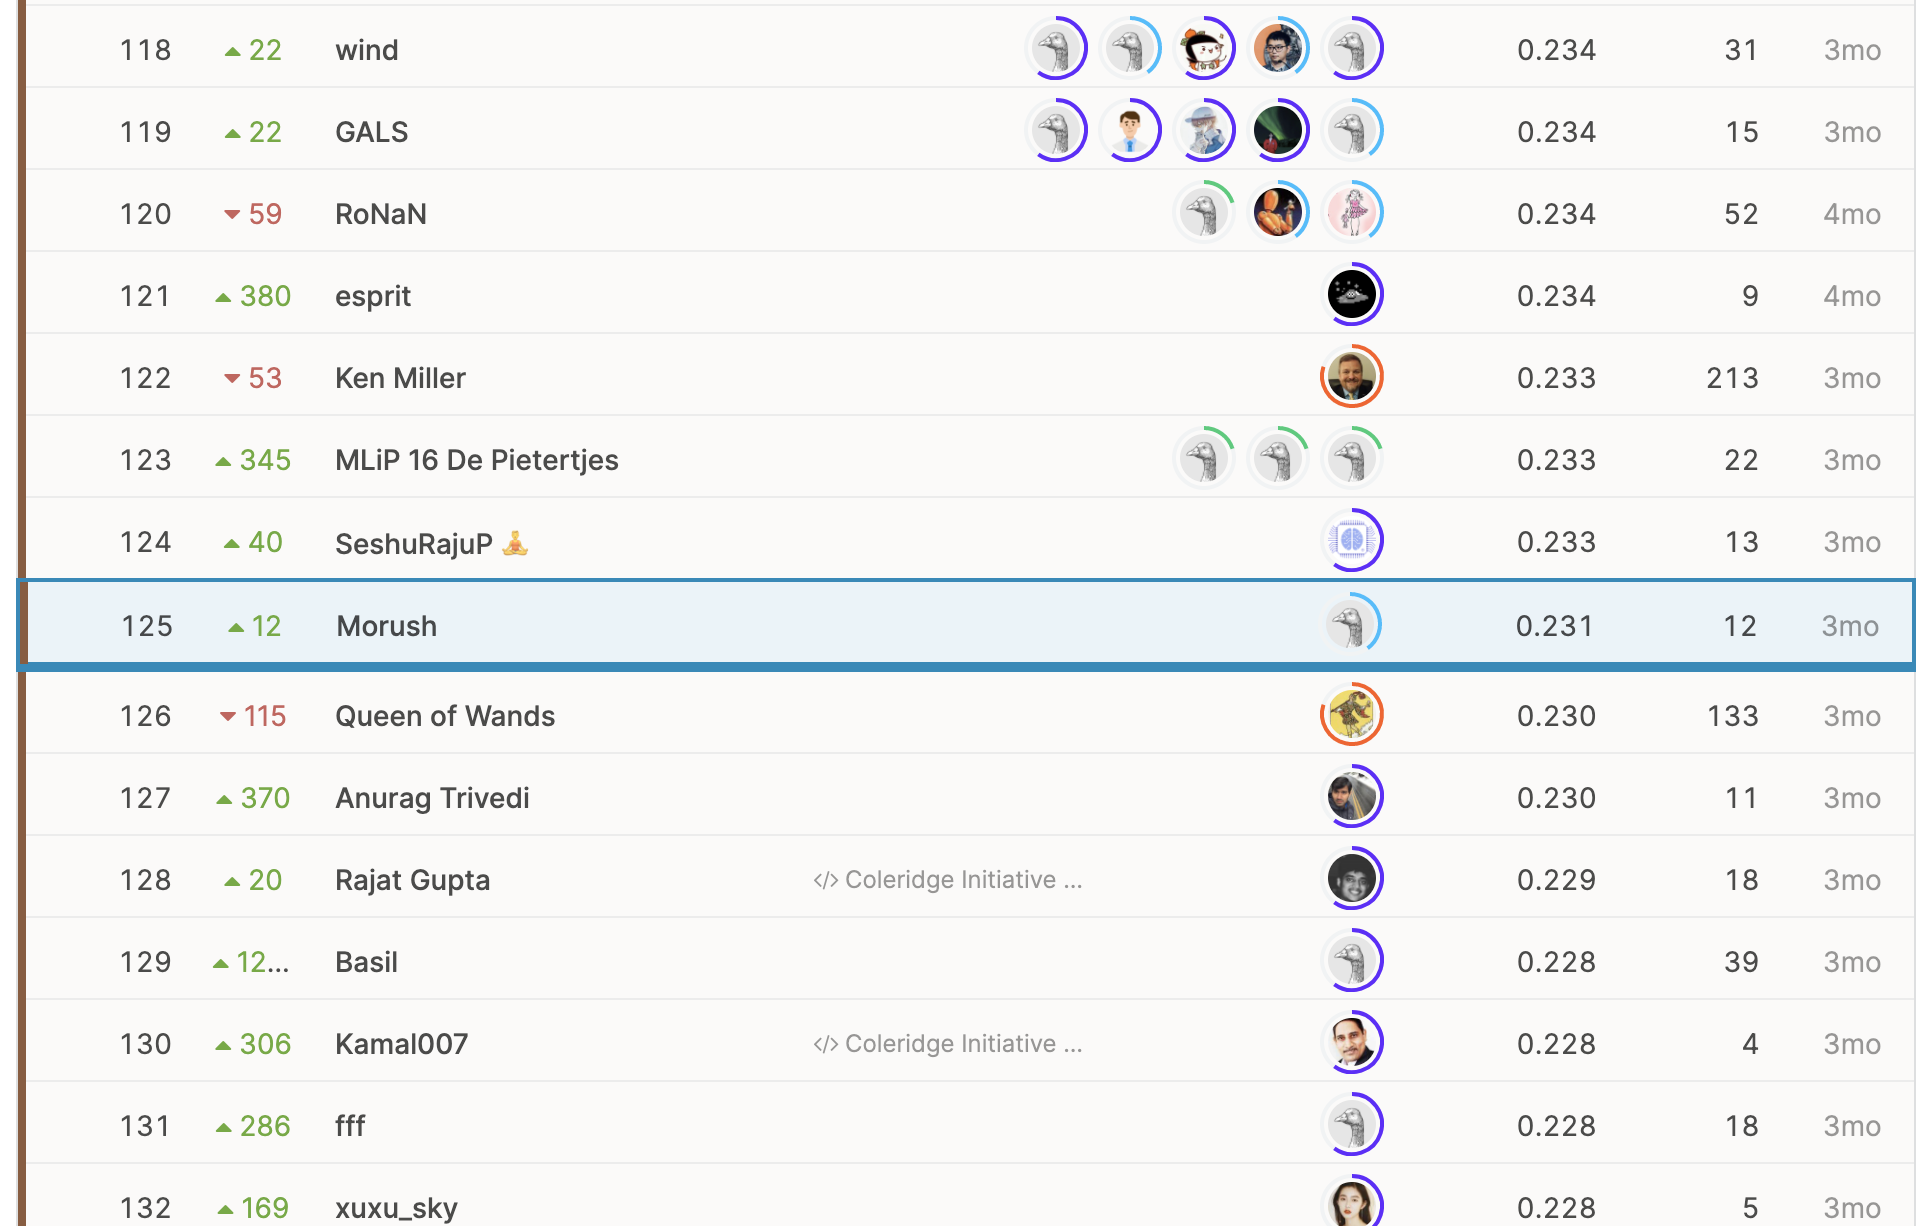 118 ▲ 22 wind 0.234 31 3mo
119 ▲ 22 GALS 0.234 15 3mo
120 ▼ 59 RoNaN 0.234 52 4mo
121 ▲ 380 esprit 0.234 9 4mo
122 ▼ 53 Ken Miller 0.233 213 3mo
123 ▲ 345 MLiP 16 De Pietertjes 0.233 22 3mo
124 ▲ 40 SeshuRajuP 🧘 0.233 13 3mo
125 ▲ 12 Morush 0.231 12 3mo
126 ▼ 115 Queen of Wands 0.230 133 3mo
127 ▲ 370 Anurag Trivedi 0.230 11 3mo
128 ▲ 20 Rajat Gupta </> Coleridge Initiative ... 0.229 18 3mo
129 ▲ 12... Basil 0.228 39 3mo
130 ▲ 306 Kamal007 </> Coleridge Initiative ... 0.228 4 3mo
131 ▲ 286 fff 0.228 18 3mo
132 ▲ 169 xuxu_sky 0.228 5 3mo